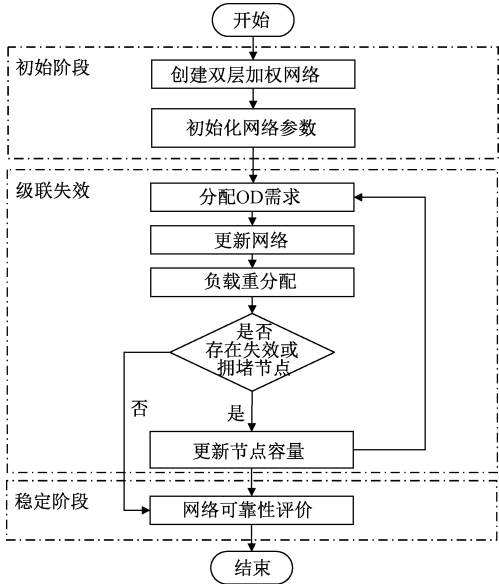 开始
初始阶段
创建双层加权网络
初始化网络参数
级联失效
分配OD需求
更新网络
负载重分配
是否
存在失效或
拥堵节点
否
是
更新节点容量
稳定阶段
网络可靠性评价
结束